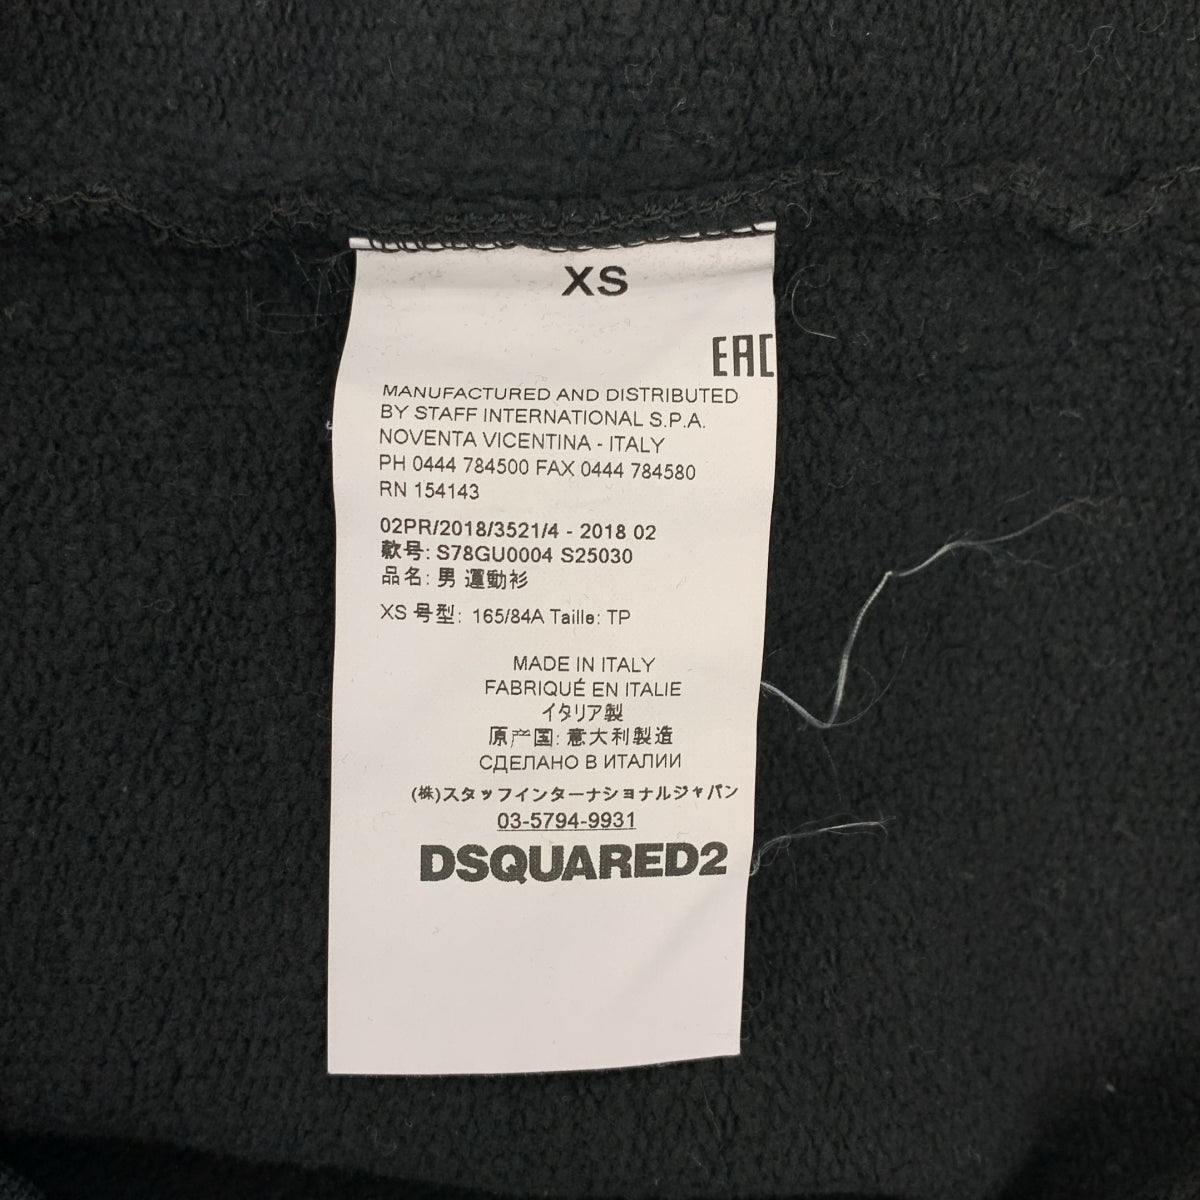 XS
EAC
MANUFACTURED AND DISTRIBUTED
BY STAFF INTERNATIONAL S.P.A.
NOVENTA VICENTINA - ITALY
PH 0444 784500 FAX 0444 784580
RN 154143
02PR/2018/3521/4 - 2018 02
款号: S78GU0004 S25030
品名: 男 運動衫
XS 号型: 165/84A Taille: TP
MADE IN ITALY
FABRIQUÉ EN ITALIE
イタリア製
原产国: 意大利製造
СДЕЛАНО В ИТАЛИИ
(株)スタッフインターナショナルジャパン
03-5794-9931
DSQUARED2